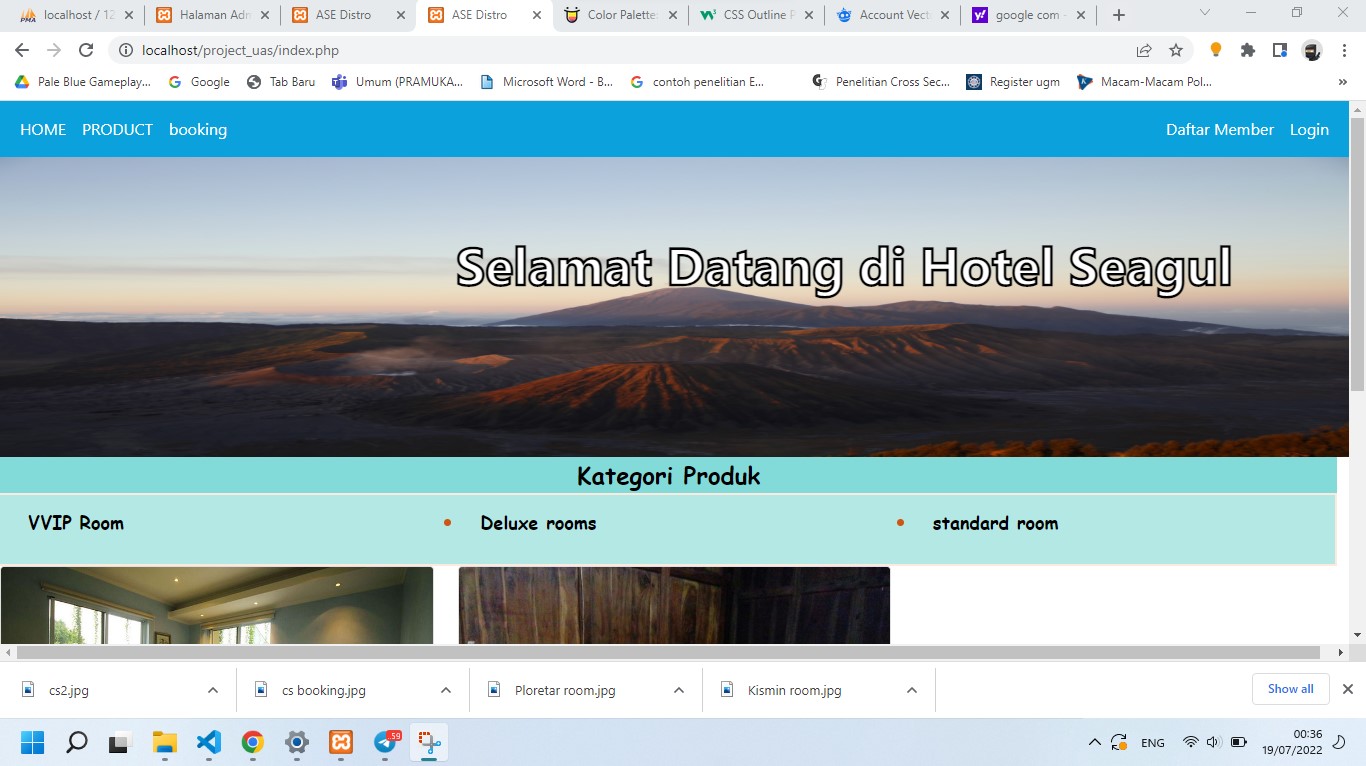 localhost / 12
Halaman Adm
ASE Distro
ASE Distro
Color Palette:
CSS Outline P
Account Vect
google com -
localhost/project_uas/index.php
Pale Blue Gameplay...
Google
Tab Baru
Umum (PRAMUKA...
Microsoft Word - B...
contoh penelitian E...
Penelitian Cross Sec...
Register ugm
Macam-Macam Pol...
»
HOME PRODUCT booking
Daftar Member Login
Selamat Datang di Hotel Seagul
Kategori Produk
VVIP Room
Deluxe rooms
standard room
cs2.jpg
cs booking.jpg
Ploretar room.jpg
Kismin room.jpg
Show all
59
ENG
00:36
19/07/2022